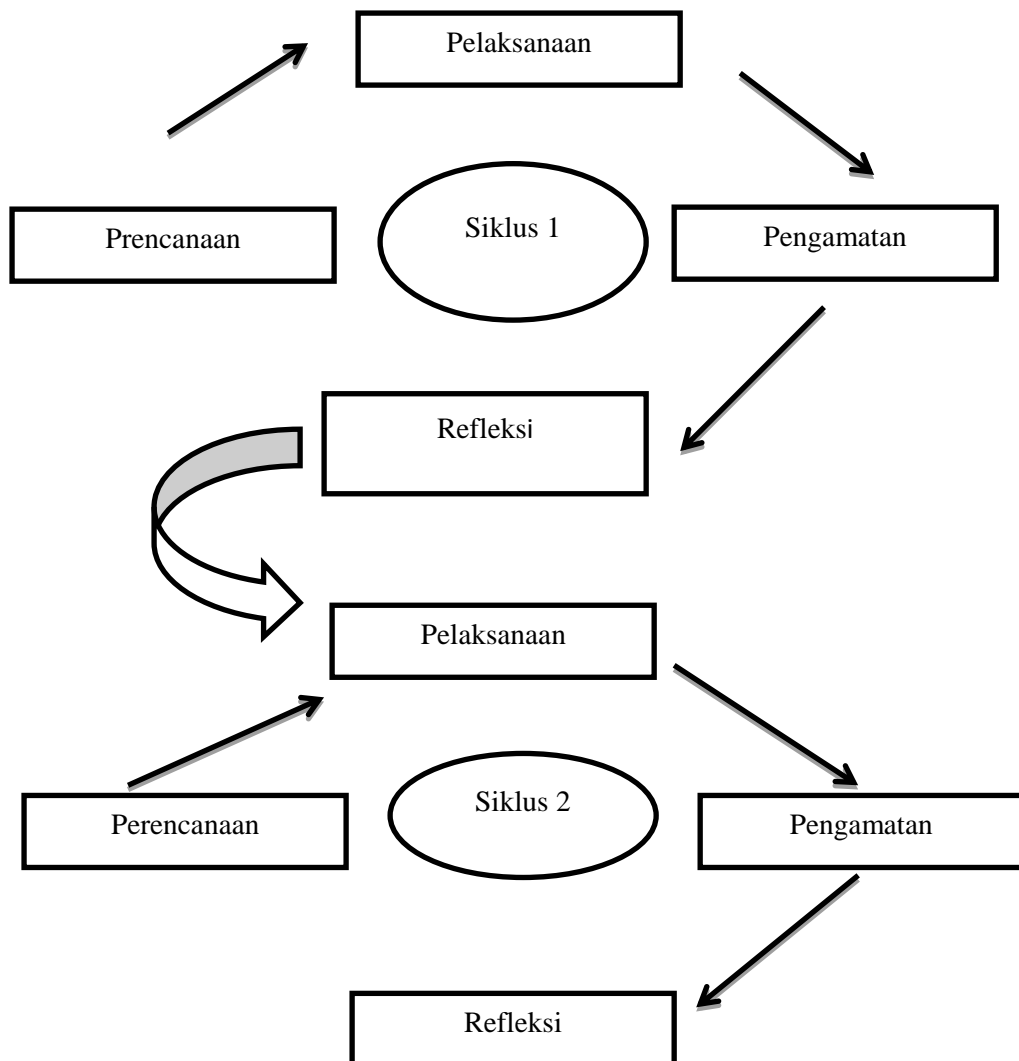 Pelaksanaan
Prencanaan
Siklus 1
Pengamatan
Refleksi
Pelaksanaan
Perencanaan
Siklus 2
Pengamatan
Refleksi